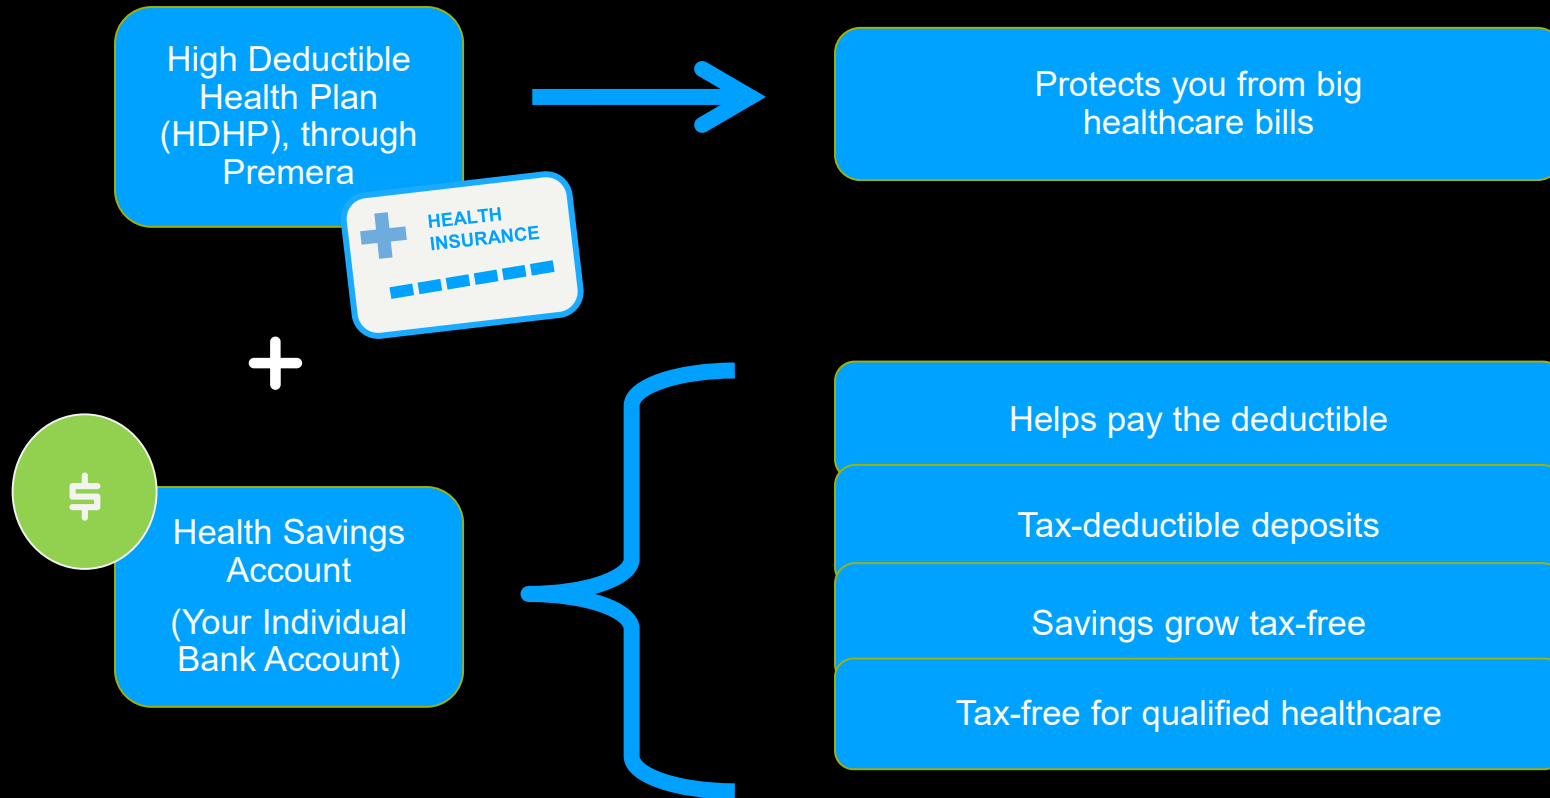 High Deductible
Health Plan
(HDHP), through
Premera
Protects you from big
healthcare bills
HEALTH
INSURANCE
$
Health Savings
Account
(Your Individual
Bank Account)
Helps pay the deductible
Tax-deductible deposits
Savings grow tax-free
Tax-free for qualified healthcare